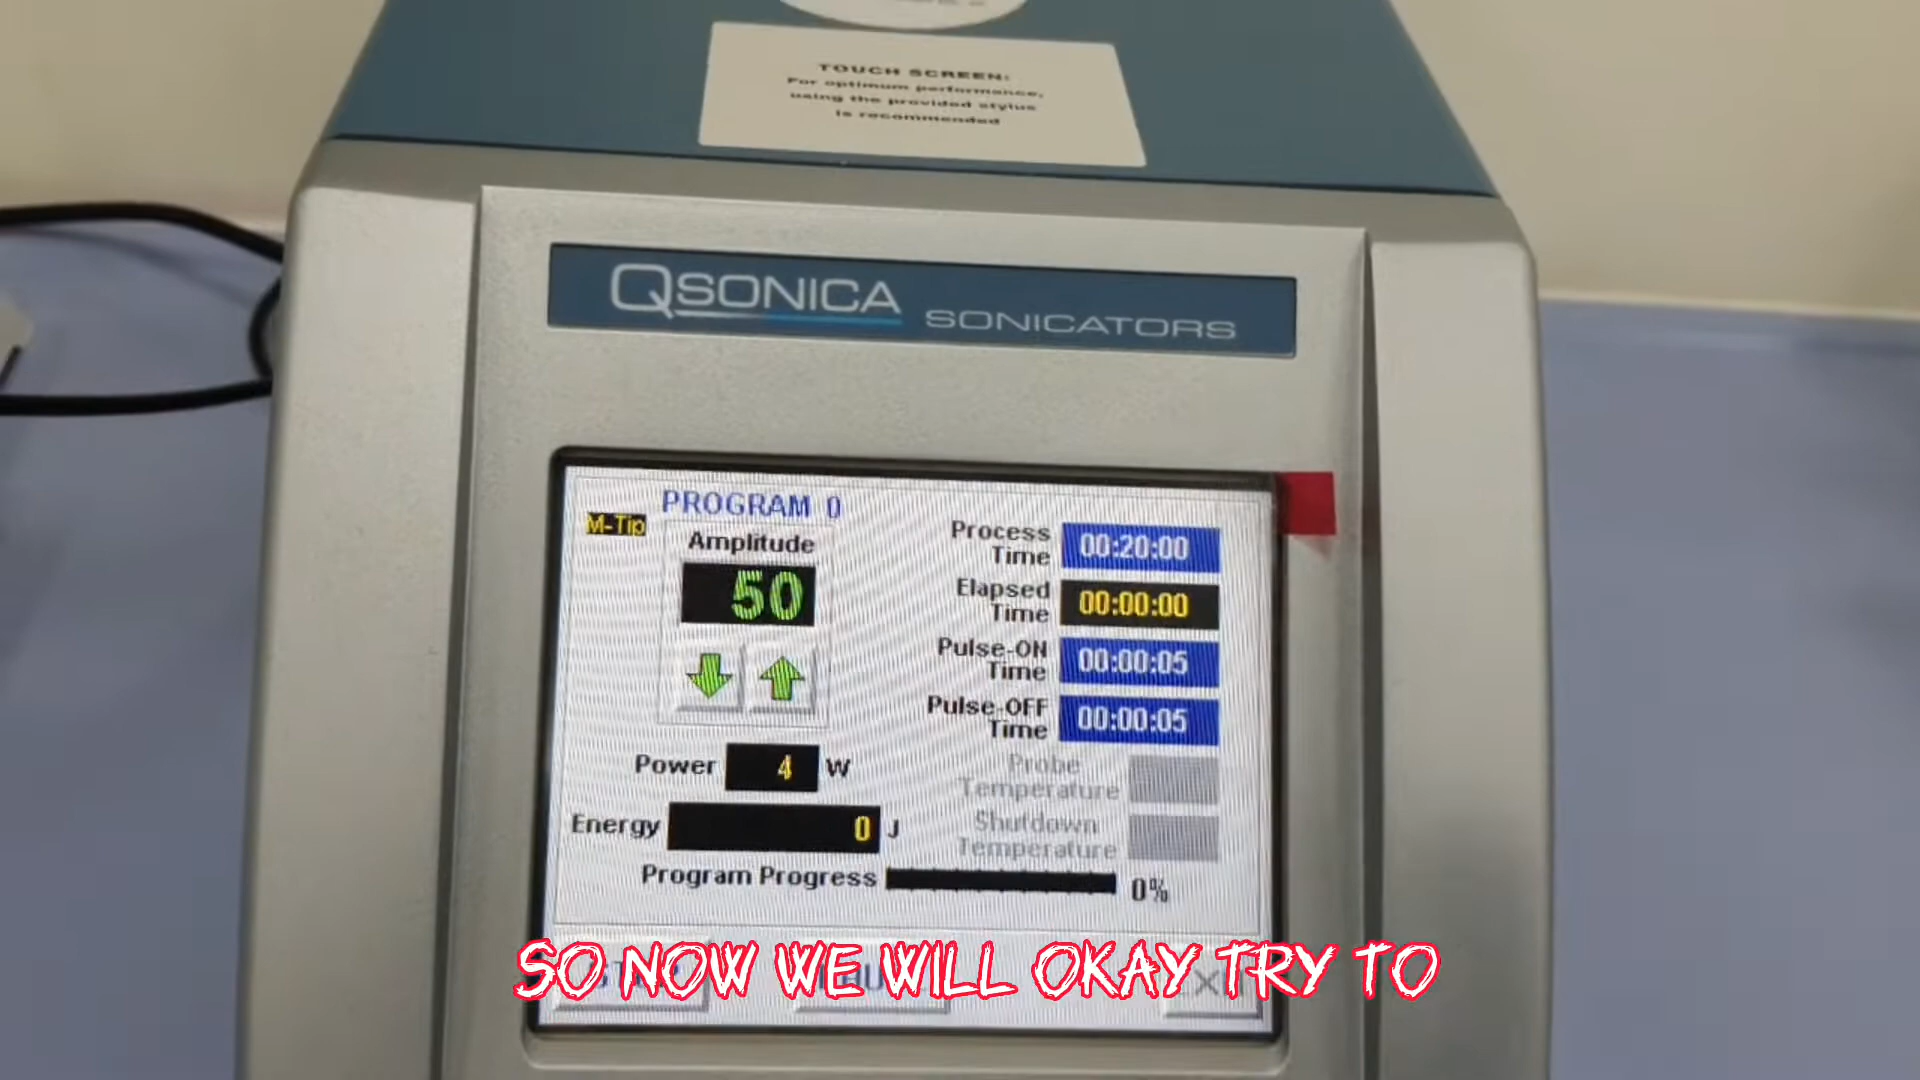 TOUCH SCREEN:
For optimum performance,
using the provided stylus
is recommended
QSONICA SONICATORS
PROGRAM 0
M-Tip
Amplitude
50
Process
Time
00:20:00
Elapsed
Time
00:00:00
Pulse-ON
Time
00:00:05
Pulse-OFF
Time
00:00:05
Power 4 W
Probe
Temperature
Energy 0 J
Shutdown
Temperature
Program Progress 0%
SO NOW WE WILL OKAY TRY TO